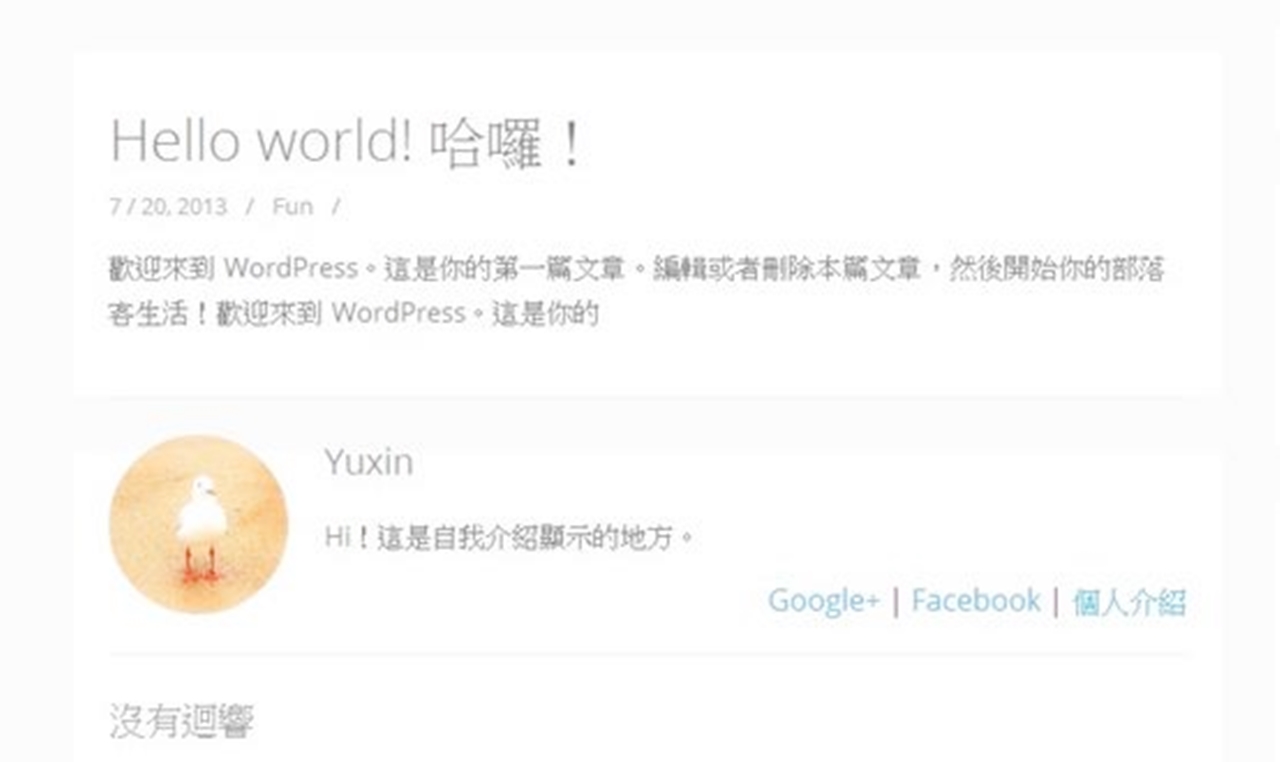 Hello world! 哈囉！
7 / 20, 2013 / Fun /
歡迎來到 WordPress。這是你的第一篇文章。編輯或者刪除本篇文章，然後開始你的部落
客生活！歡迎來到 WordPress。這是你的
Yuxin
Hi！這是自我介紹顯示的地方。
Google+ | Facebook | 個人介紹
沒有迴響